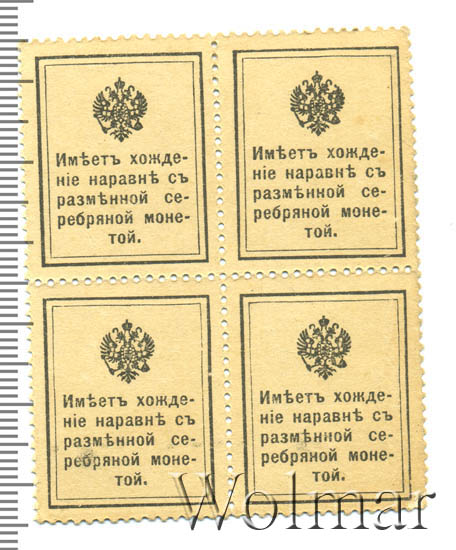 Имѣетъ хожде-
ніе наравнѣ съ
размѣнной се-
ребряной моне-
той.
Имѣетъ хожде-
ніе наравнѣ съ
размѣнной се-
ребряной моне-
той.
Имѣетъ хожде-
ніе наравнѣ съ
размѣнной се-
ребряной моне-
той.
Имѣетъ хожде-
ніе наравнѣ съ
размѣнной се-
ребряной моне-
той.
Wolmar